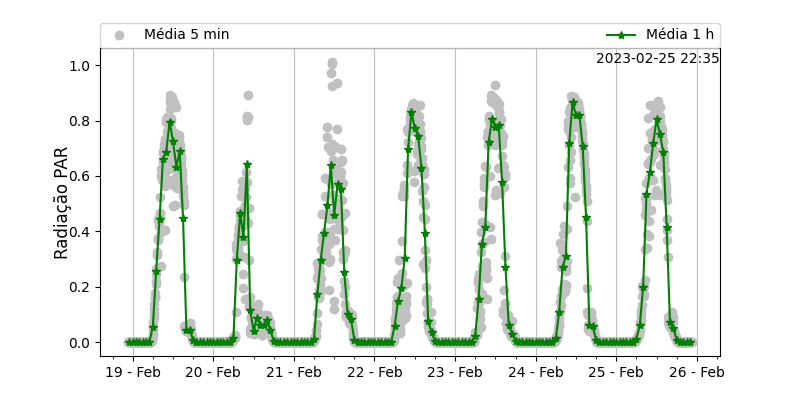 Média 5 min
Média 1 h
2023-02-25 22:35
Radiação PAR
1.0
0.8
0.6
0.4
0.2
0.0
19 - Feb
20 - Feb
21 - Feb
22 - Feb
23 - Feb
24 - Feb
25 - Feb
26 - Feb